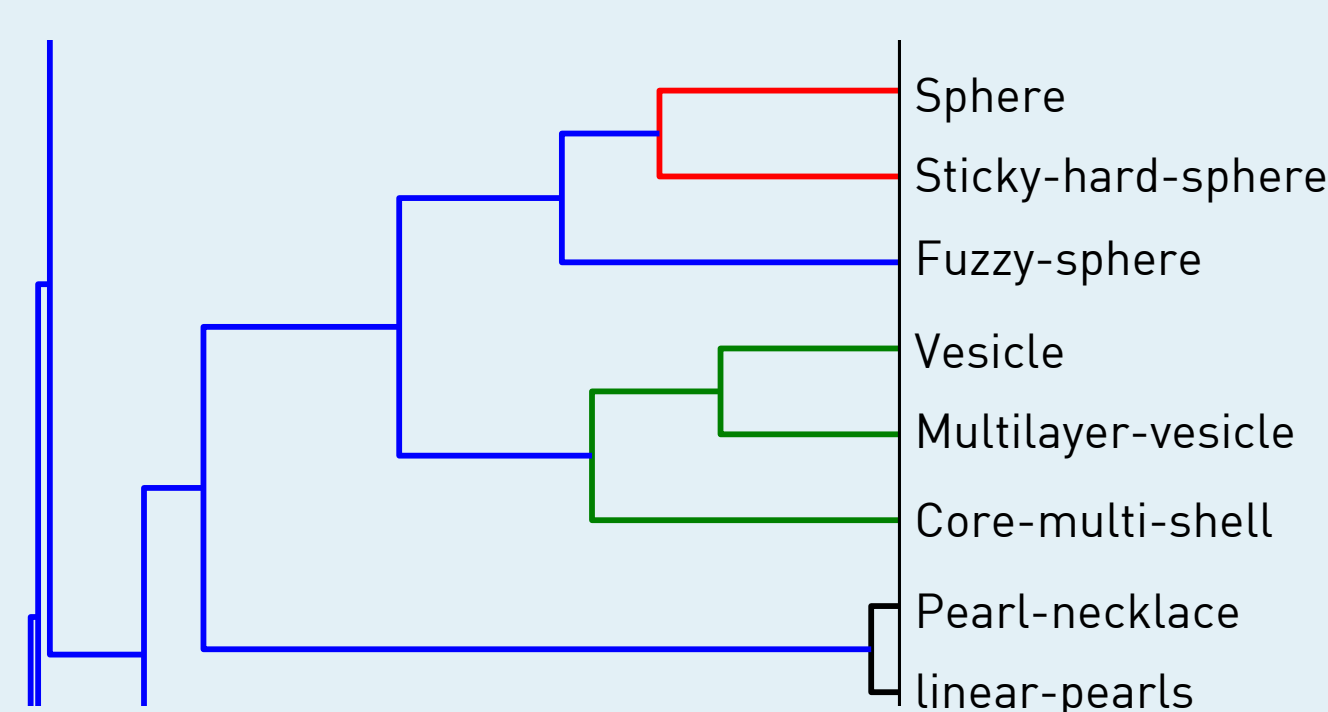 Sphere
Sticky-hard-sphere
Fuzzy-sphere
Vesicle
Multilayer-vesicle
Core-multi-shell
Pearl-necklace
linear-pearls